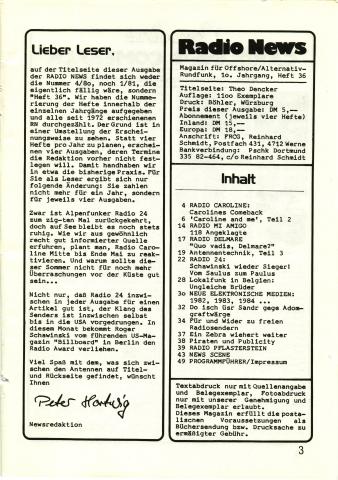 Lieber Leser,
auf der Titelseite dieser Ausgabe
der RADIO NEWS findet sich weder
die Nummer 4/80, noch 1/81, die
eigentlich fällig wäre, sondern
"Heft 36". Wir haben die Numme-
rierung der Hefte innerhalb der
einzelnen Jahrgänge aufgegeben
und alle seit 1972 erschienenen
RN durchgezählt. Der Grund ist in
einer Umstellung der Erschei-
nungsweise zu sehen. Statt vier
Hefte pro Jahr zu planen, erschei-
nen vier Ausgaben, deren Termine
die Redaktion vorher nicht fest-
legen will. Damit handhaben wir
in etwa die bisherige Praxis. Für
Sie als Leser ergibt sich nur
folgende Änderung: Sie zahlen
nicht mehr für ein Jahr, sondern
für jeweils vier Ausgaben.
Zwar ist Alpenfunker Radio 24
zum zig-ten Mal zurückgekehrt,
doch auf See bleibt es noch stets
ruhig. Wie wir aus gewöhnlich
recht gut informierter Quelle
erfuhren, plant man, Radio Caro-
line Mitte bis Ende Mai zu reak-
tivieren. Und warum sollte die-
ser Sommer nicht für noch mehr
Überraschungen vor der Küste gut
sein...
Nicht nur, daß Radio 24 inzwi-
schen in jeder Ausgabe für einen
Artikel gut ist, der Klang des
Senders ist inzwischen selbst
bis in die USA vorgedrungen. In
diesem Monat bekommt Roger
Schawinski vom führenden US-Ma-
gazin "Billboard" in Berlin den
Radio Award verliehen.
Viel Spaß mit dem, was sich zwi-
schen den Antennen auf Titel-
und Rückseite gefindet, wünscht
Ihnen
Peter Hartwig
Newsredaktion
Radio News
Magazin für Offshore/Alternativ-
Rundfunk, 1o. Jahrgang, Heft 36
Titelseite: Theo Dencker
Auflage: 11oo Exemplare
Druck: Böhler, Würzburg
Preis dieser Ausgabe: DM 5,--
Abonnement (jeweils vier Hefte)
Inland: DM 15,--
Europa: DM 18,--
Anschrift: FRCG, Reinhard
Schmidt, Postfach 431, 4712 Werne
Bankverbindung: PschK Dortmund
335 82-464, c/o Reinhard Schmidt
Inhalt
4 RADIO CAROLINE:
Carolines Comeback
6 'Caroline and me', Teil 2
14 RADIO MI AMIGO
118 Angeklagte
17 RADIO DELMARE
"Quo vadis, Delmare?"
19 Antennentechnik, Teil 3
22 RADIO 24:
Schawinski wieder Sieger!
Vom Saulus zum Paulus
28 Lokalfunk in Belgien:
Ungleiche Brüder
30 NEUE ELEKTRONISCHE MEDIEN:
1982, 1983, 1984 ...
32 Do isch Gar Sandr gega Adom-
graftwärge
34 Für und Wider zu freien
Radiosendern
37 Ein Zebra wiehert weiter
38 Piraten und Publicity
39 RADIO PFLASTERSTEIN
43 NEWS SCENE
49 PROGRAMMFÜHRER/Impressum
Textabdruck nur mit Quellenangabe
und Belegexemplar, Fotoabdruck
nur mit unserer Genehmigung und
Belegexemplar erlaubt.
Dieses Magazin erfüllt die posta-
lischen Voraussetzungen als
Büchersendung bzw. Drucksache zu
ermäßigter Gebühr.
3